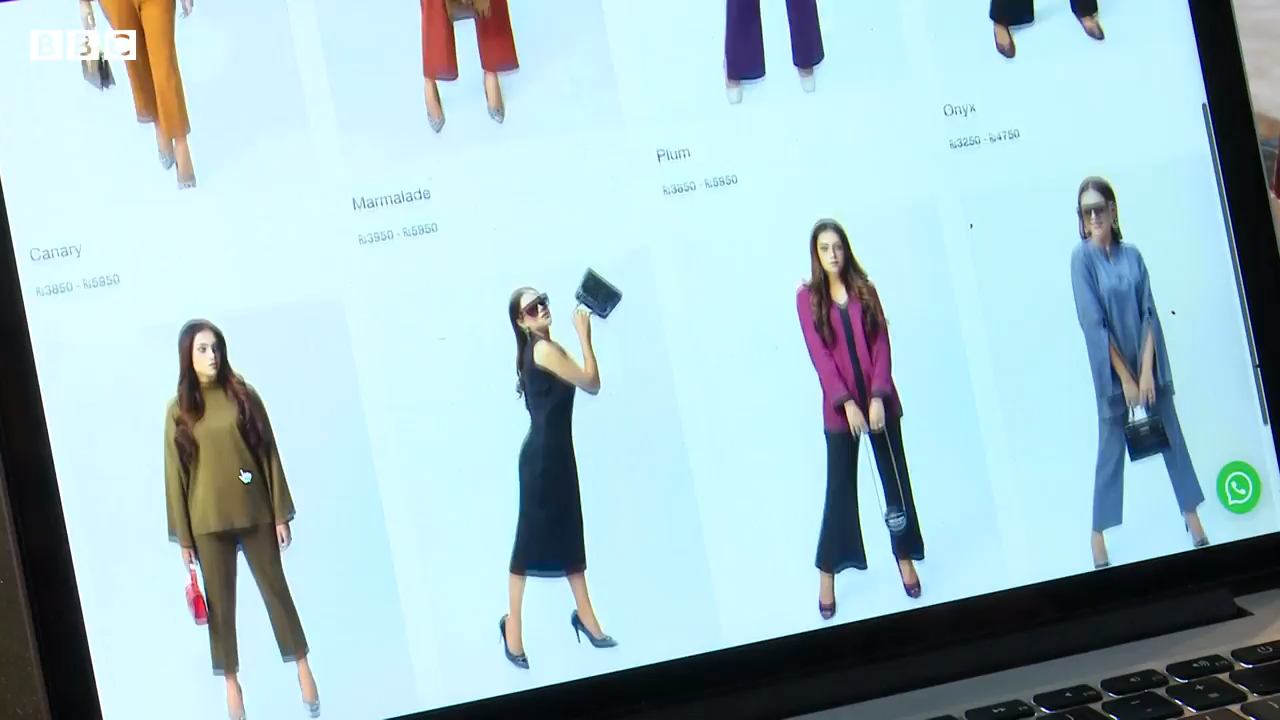 BBC
Onyx
₨3250 - ₨4750
Plum
₨3850 - ₨5950
Marmalade
₨3950 - ₨5950
Canary
₨3850 - ₨5950